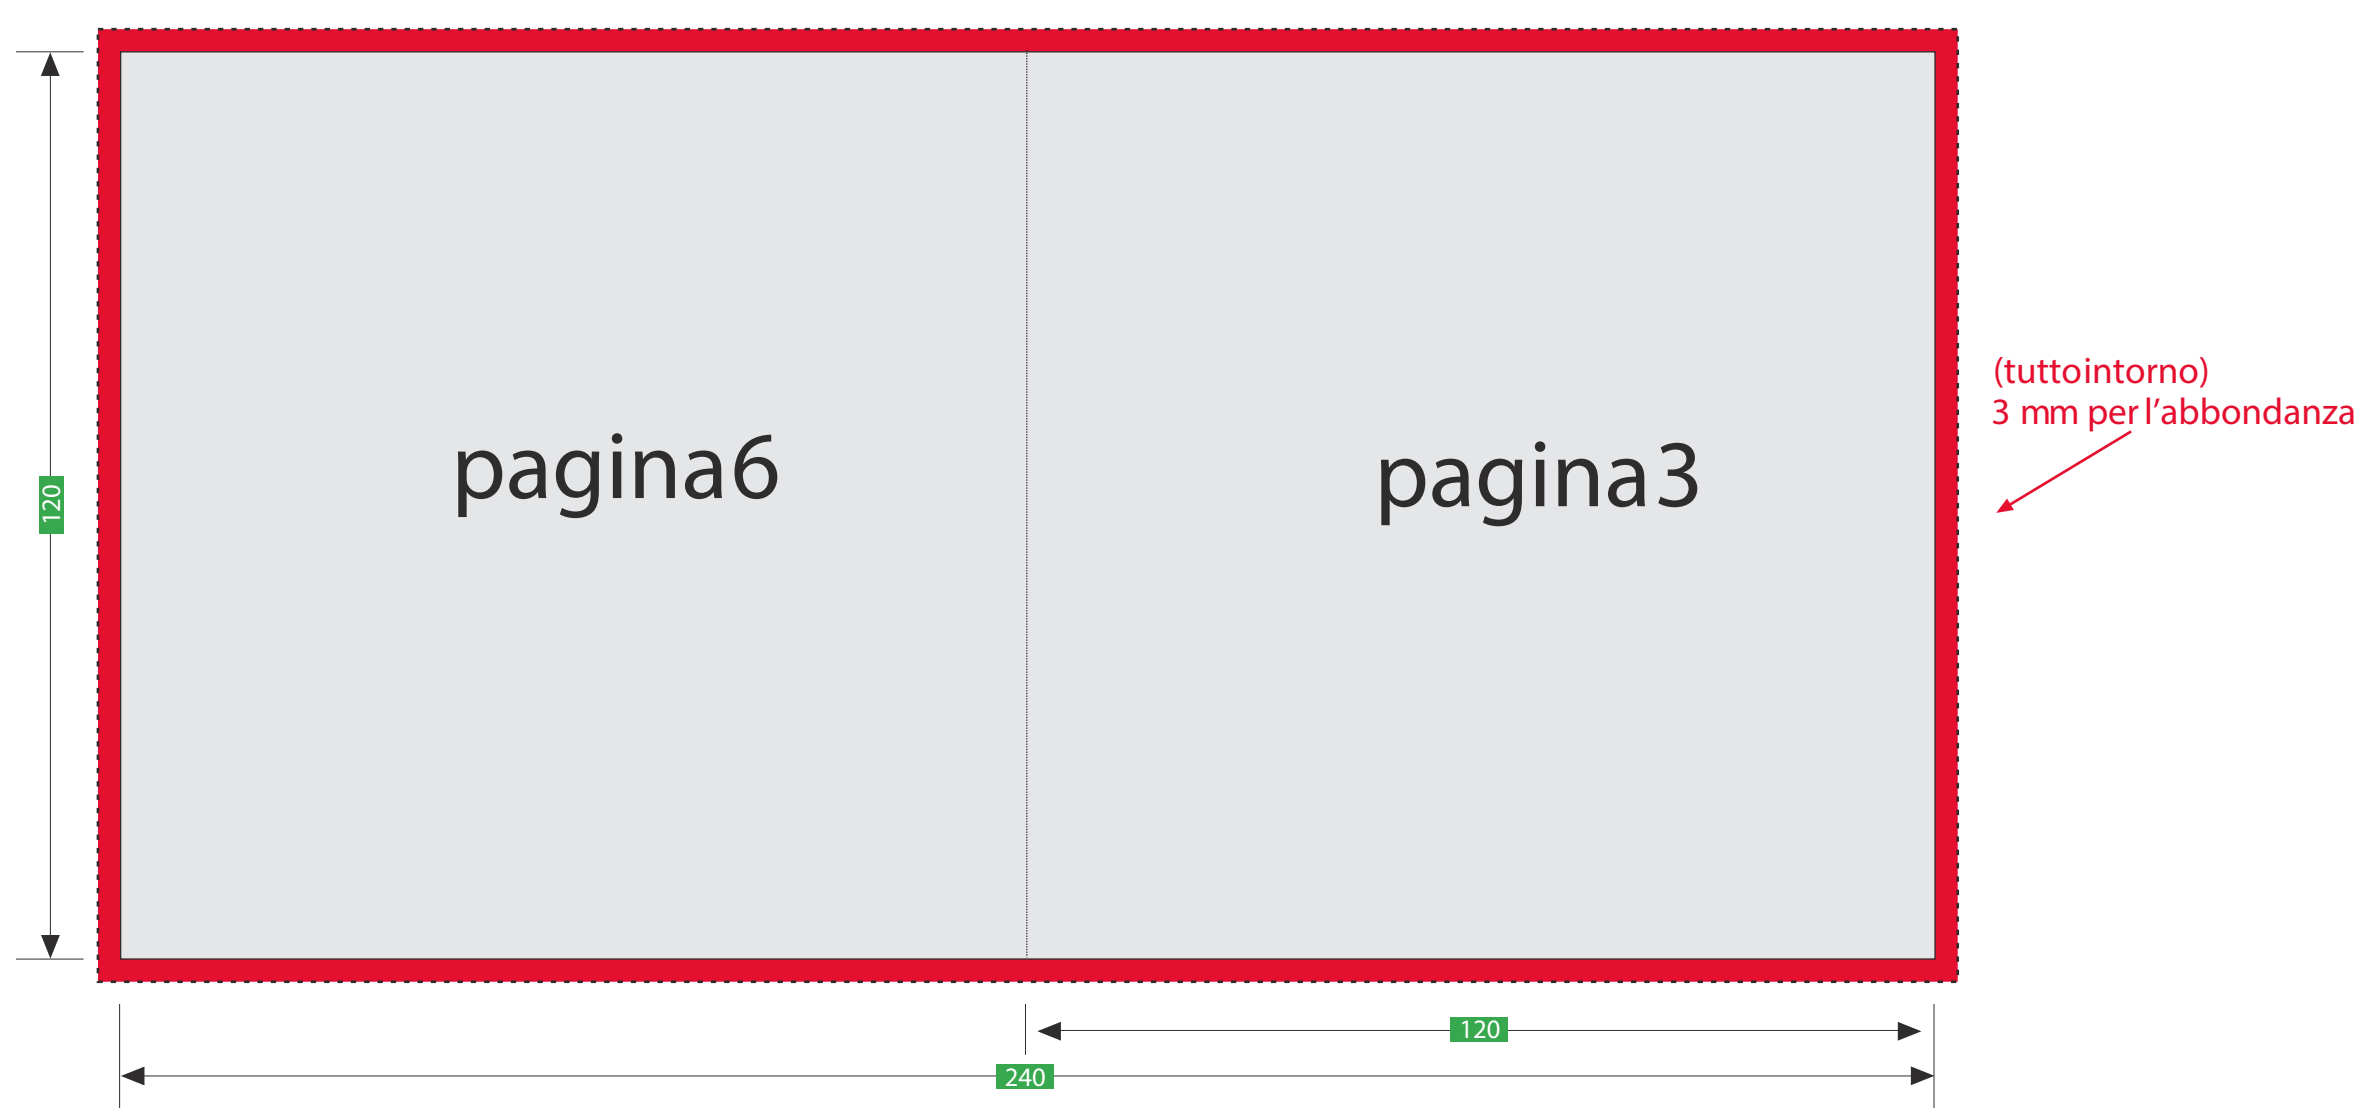 120
pagina6
pagina3
(tuttointorno)
3 mm per l’abbondanza
120
240